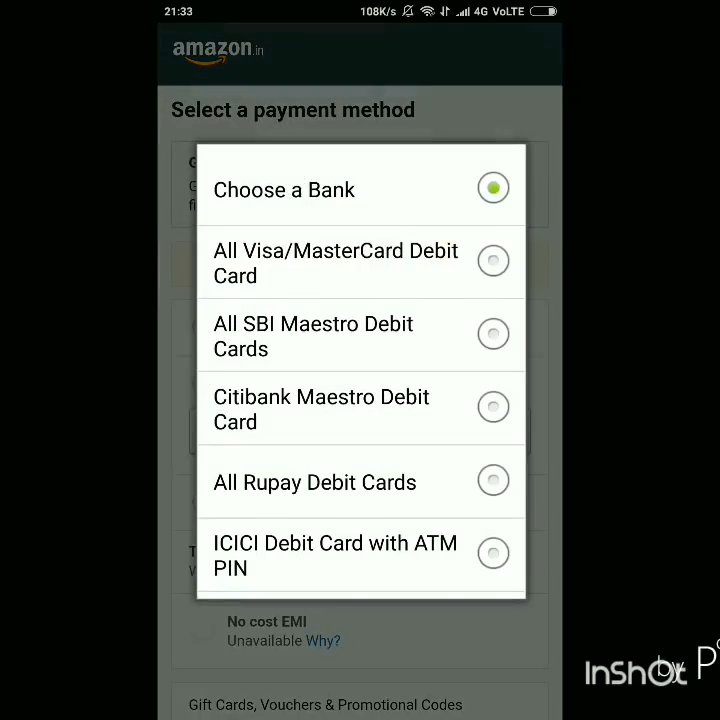 21:33
108K/s 4G VoLTE
amazon.in
Select a payment method
Choose a Bank
All Visa/MasterCard Debit
Card
All SBI Maestro Debit
Cards
Citibank Maestro Debit
Card
All Rupay Debit Cards
ICICI Debit Card with ATM
PIN
No cost EMI
Unavailable Why?
Gift Cards, Vouchers & Promotional Codes
InShOt
by P